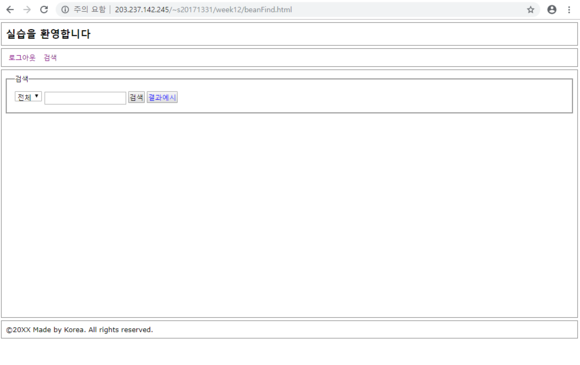 주의 요함 | 203.237.142.245/~s20171331/week12/beanFind.html
실습을 환영합니다
로그아웃 검색
검색
전체 검색 결과예시
©20XX Made by Korea. All rights reserved.